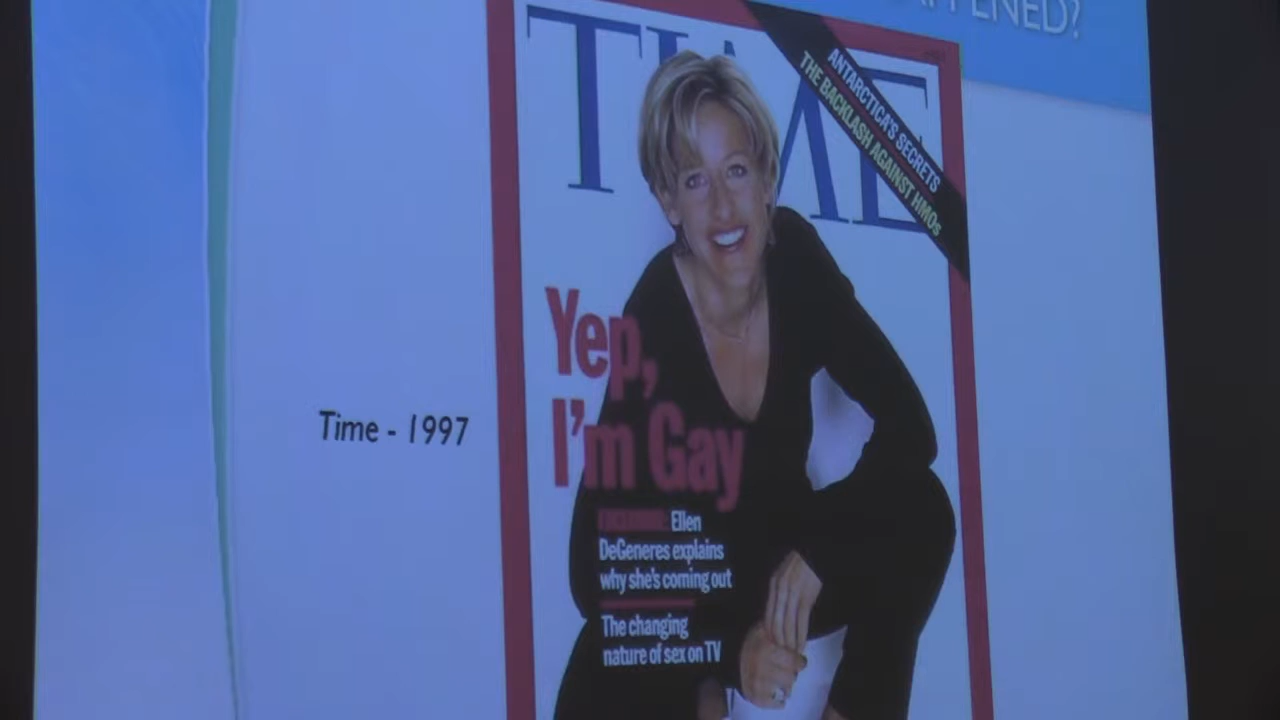 TIME
ANTARCTICA'S SECRETS
THE BACKLASH AGAINST HMOs
Yep,
I'm Gay
Time - 1997
Ellen
DeGeneres explains
why she's coming out
The changing
nature of sex on TV